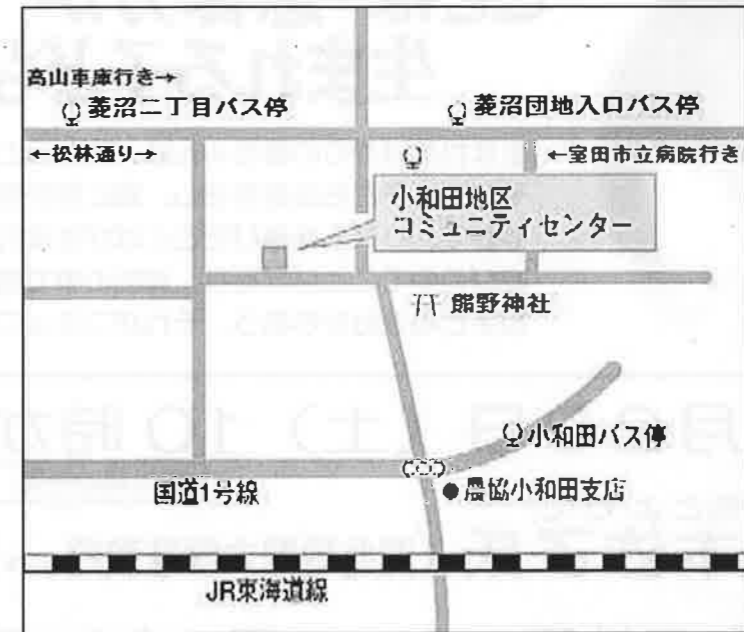 高山車庫行き→
菱沼二丁目バス停
菱沼団地入口バス停
←松林通り→
←室田市立病院行き
小和田地区
コミュニティセンター
熊野神社
小和田バス停
国道1号線
●農協小和田支店
JR東海道線